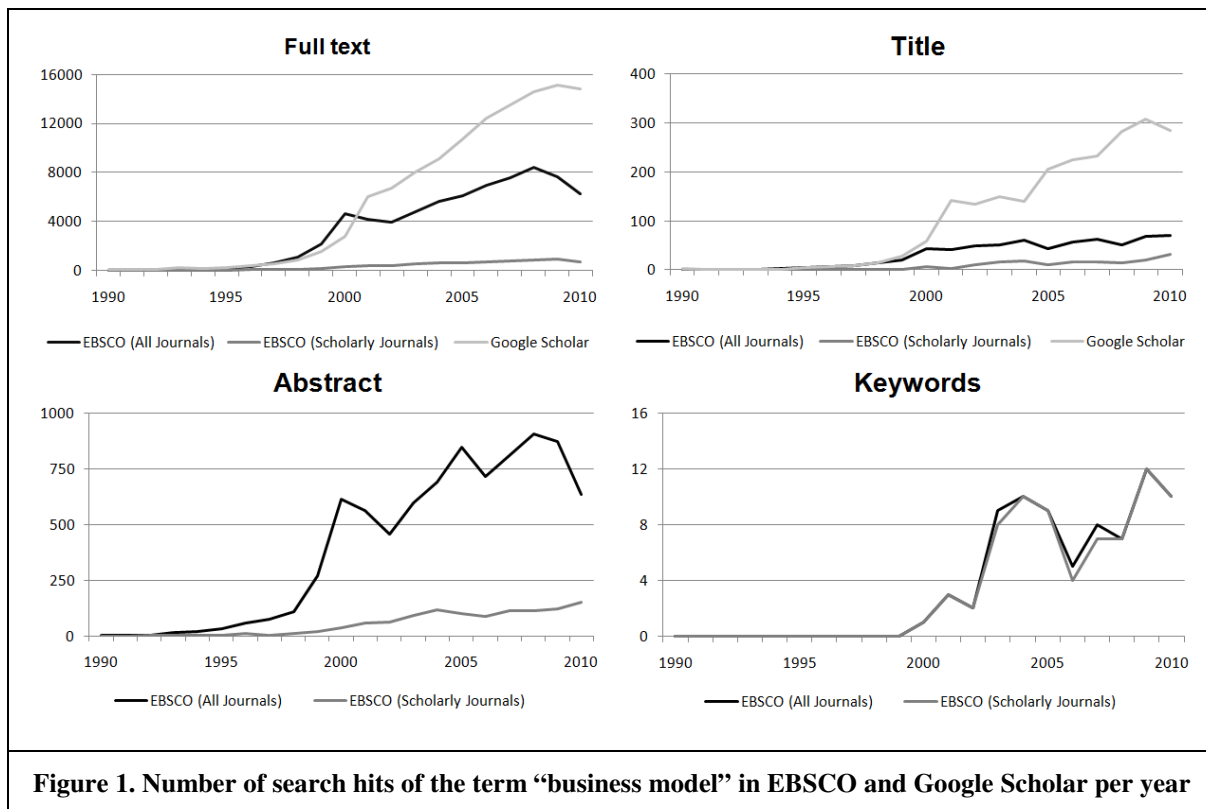 Full text
16000
12000
8000
4000
0
1990 1995 2000 2005 2010
EBSCO (All Journals) EBSCO (Scholarly Journals) Google Scholar
Title
400
300
200
100
0
1990 1995 2000 2005 2010
EBSCO (All Journals) EBSCO (Scholarly Journals) Google Scholar
Abstract
1000
750
500
250
0
1990 1995 2000 2005 2010
EBSCO (All Journals) EBSCO (Scholarly Journals)
Keywords
16
12
8
4
0
1990 1995 2000 2005 2010
EBSCO (All Journals) EBSCO (Scholarly Journals)
Figure 1. Number of search hits of the term “business model” in EBSCO and Google Scholar per year